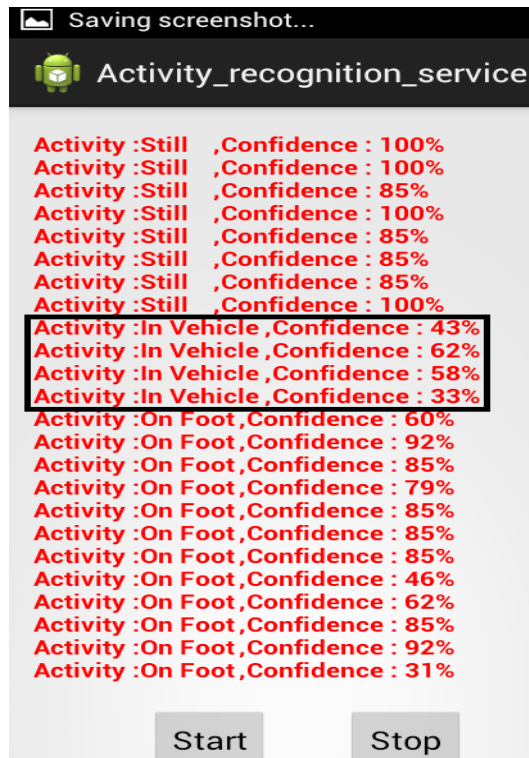 Saving screenshot...
Activity_recognition_service
Activity :Still ,Confidence : 100%
Activity :Still ,Confidence : 100%
Activity :Still ,Confidence : 85%
Activity :Still ,Confidence : 100%
Activity :Still ,Confidence : 85%
Activity :Still ,Confidence : 85%
Activity :Still ,Confidence : 85%
Activity :Still ,Confidence : 100%
Activity :In Vehicle ,Confidence : 43%
Activity :In Vehicle ,Confidence : 62%
Activity :In Vehicle ,Confidence : 58%
Activity :In Vehicle ,Confidence : 33%
Activity :On Foot ,Confidence : 60%
Activity :On Foot ,Confidence : 92%
Activity :On Foot ,Confidence : 85%
Activity :On Foot ,Confidence : 79%
Activity :On Foot ,Confidence : 85%
Activity :On Foot ,Confidence : 85%
Activity :On Foot ,Confidence : 85%
Activity :On Foot ,Confidence : 46%
Activity :On Foot ,Confidence : 62%
Activity :On Foot ,Confidence : 85%
Activity :On Foot ,Confidence : 92%
Activity :On Foot ,Confidence : 31%
Start Stop